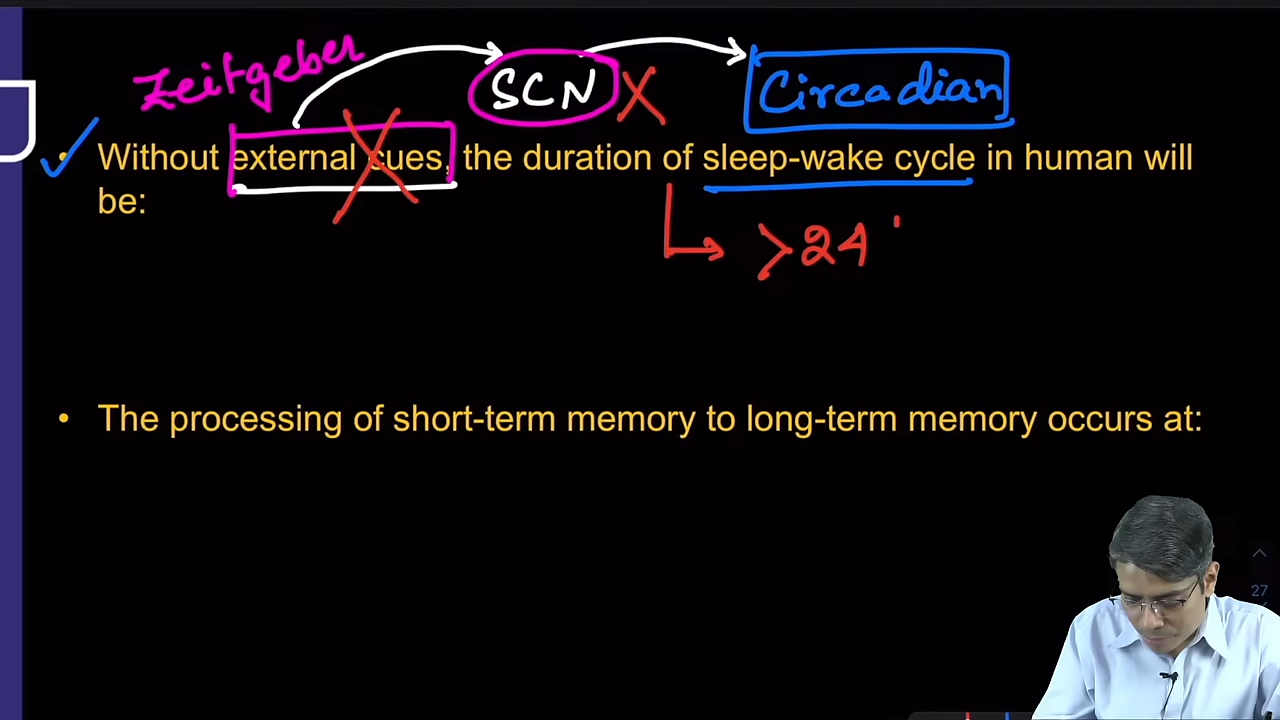 Zeitgeber
SCN X
Circadian
• Without external cues, the duration of sleep-wake cycle in human will
be:
>24
• The processing of short-term memory to long-term memory occurs at:
27